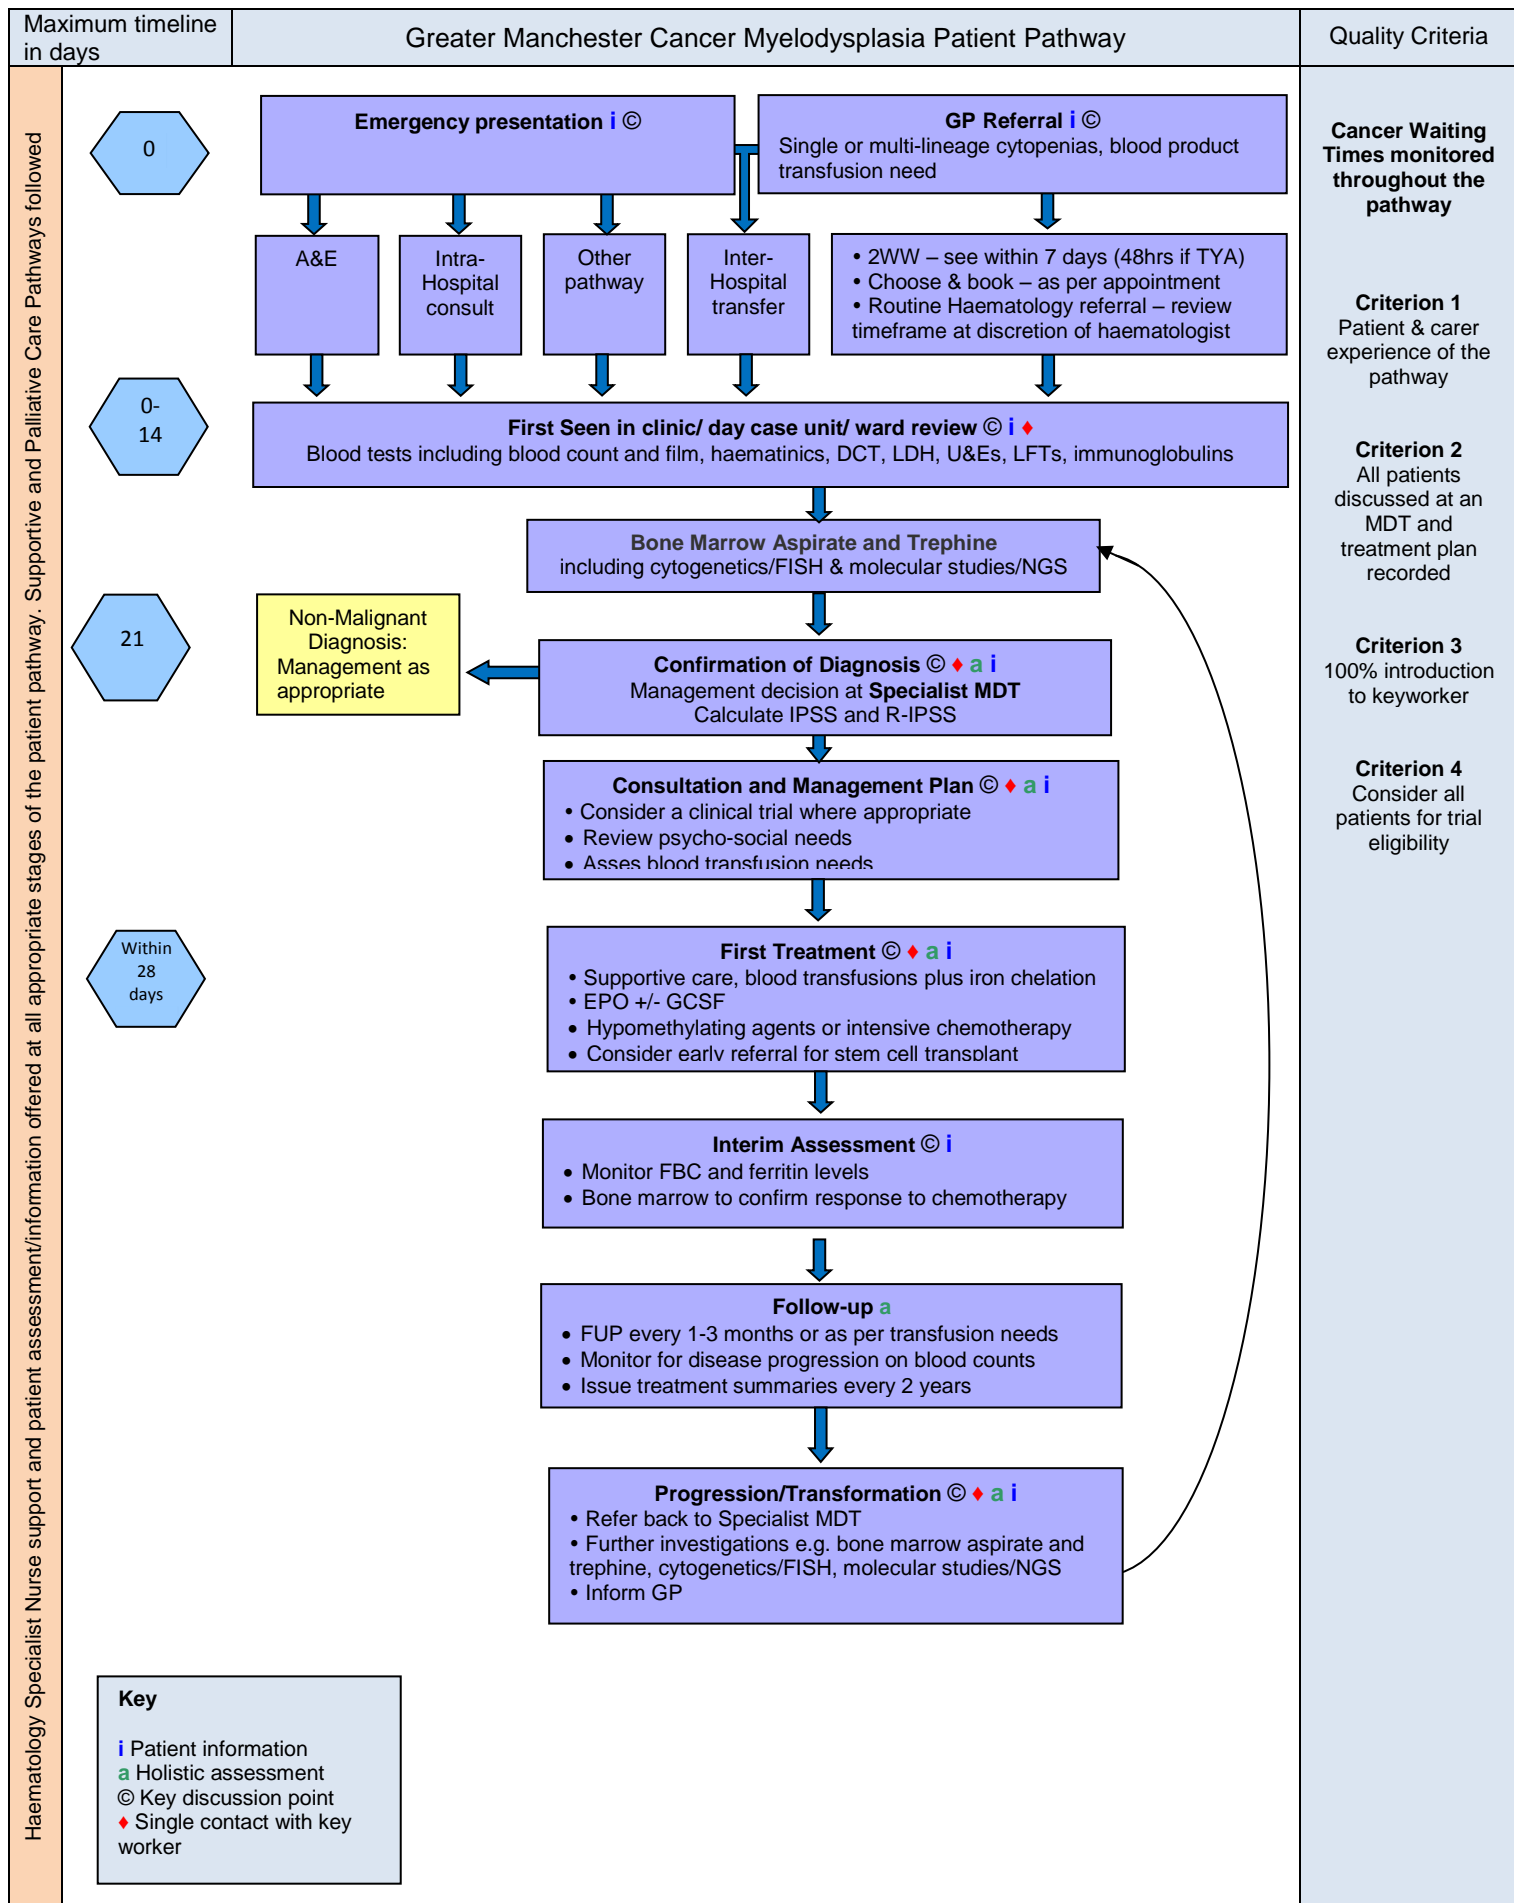 Maximum timeline
in days
Greater Manchester Cancer Myelodysplasia Patient Pathway
Quality Criteria
Haematology Specialist Nurse support and patient assessment/information offered at all appropriate stages of the patient pathway. Supportive and Palliative Care Pathways followed
0
Emergency presentation i ©
GP Referral i ©
Single or multi-lineage cytopenias, blood product
transfusion need
A&E
Intra-
Hospital
consult
Other
pathway
Inter-
Hospital
transfer
• 2WW – see within 7 days (48hrs if TYA)
• Choose & book – as per appointment
• Routine Haematology referral – review
timeframe at discretion of haematologist
0-
14
First Seen in clinic/ day case unit/ ward review © i ♦
Blood tests including blood count and film, haematinics, DCT, LDH, U&Es, LFTs, immunoglobulins
Bone Marrow Aspirate and Trephine
including cytogenetics/FISH & molecular studies/NGS
21
Non-Malignant
Diagnosis:
Management as
appropriate
Confirmation of Diagnosis © ♦ a i
Management decision at Specialist MDT
Calculate IPSS and R-IPSS
Consultation and Management Plan © ♦ a i
• Consider a clinical trial where appropriate
• Review psycho-social needs
• Asses blood transfusion needs
Within
28
days
First Treatment © ♦ a i
• Supportive care, blood transfusions plus iron chelation
• EPO +/- GCSF
• Hypomethylating agents or intensive chemotherapy
• Consider early referral for stem cell transplant
Interim Assessment © i
• Monitor FBC and ferritin levels
• Bone marrow to confirm response to chemotherapy
Follow-up a
• FUP every 1-3 months or as per transfusion needs
• Monitor for disease progression on blood counts
• Issue treatment summaries every 2 years
Progression/Transformation © ♦ a i
• Refer back to Specialist MDT
• Further investigations e.g. bone marrow aspirate and
trephine, cytogenetics/FISH, molecular studies/NGS
• Inform GP
Key
i Patient information
a Holistic assessment
© Key discussion point
♦ Single contact with key
worker
Cancer Waiting
Times monitored
throughout the
pathway
Criterion 1
Patient & carer
experience of the
pathway
Criterion 2
All patients
discussed at an
MDT and
treatment plan
recorded
Criterion 3
100% introduction
to keyworker
Criterion 4
Consider all
patients for trial
eligibility